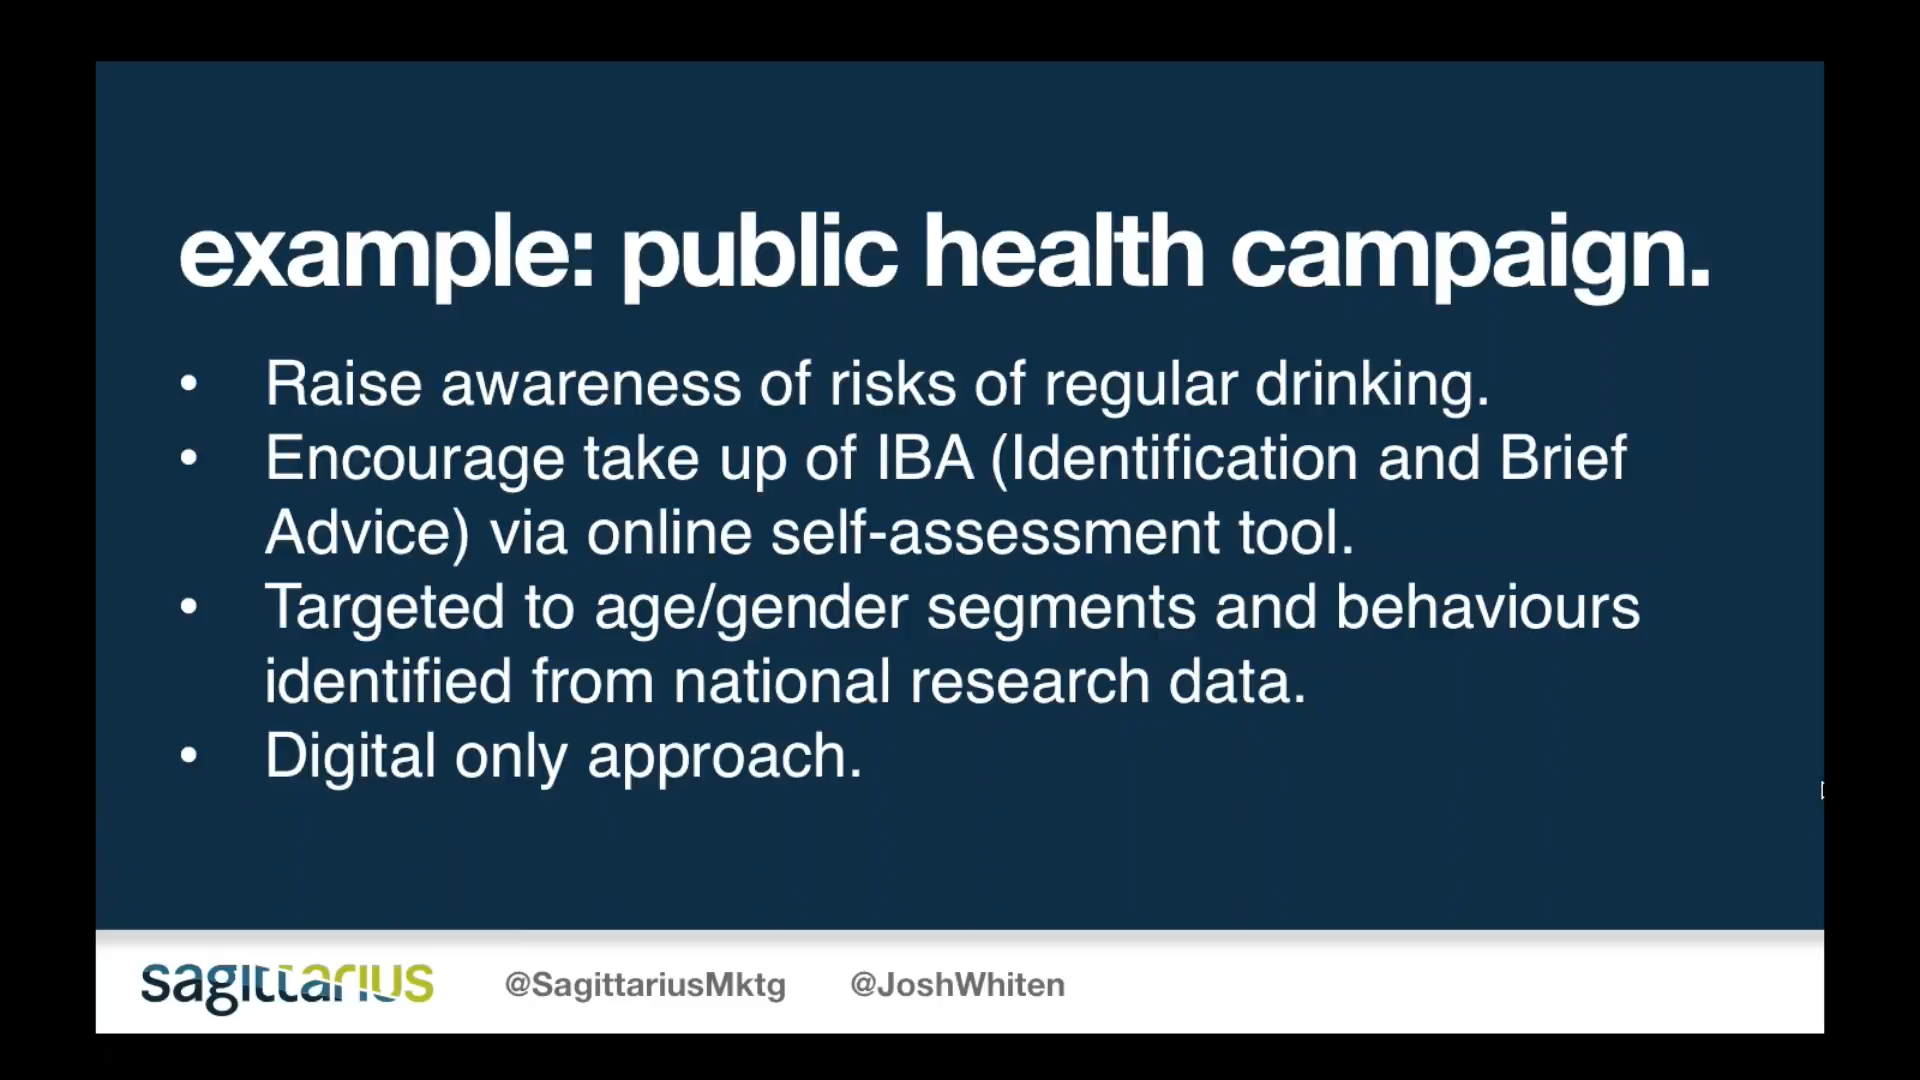 example: public health campaign.
• Raise awareness of risks of regular drinking.
• Encourage take up of IBA (Identification and Brief
Advice) via online self-assessment tool.
• Targeted to age/gender segments and behaviours
identified from national research data.
• Digital only approach.
sagittarius @SagittariusMktg @JoshWhiten